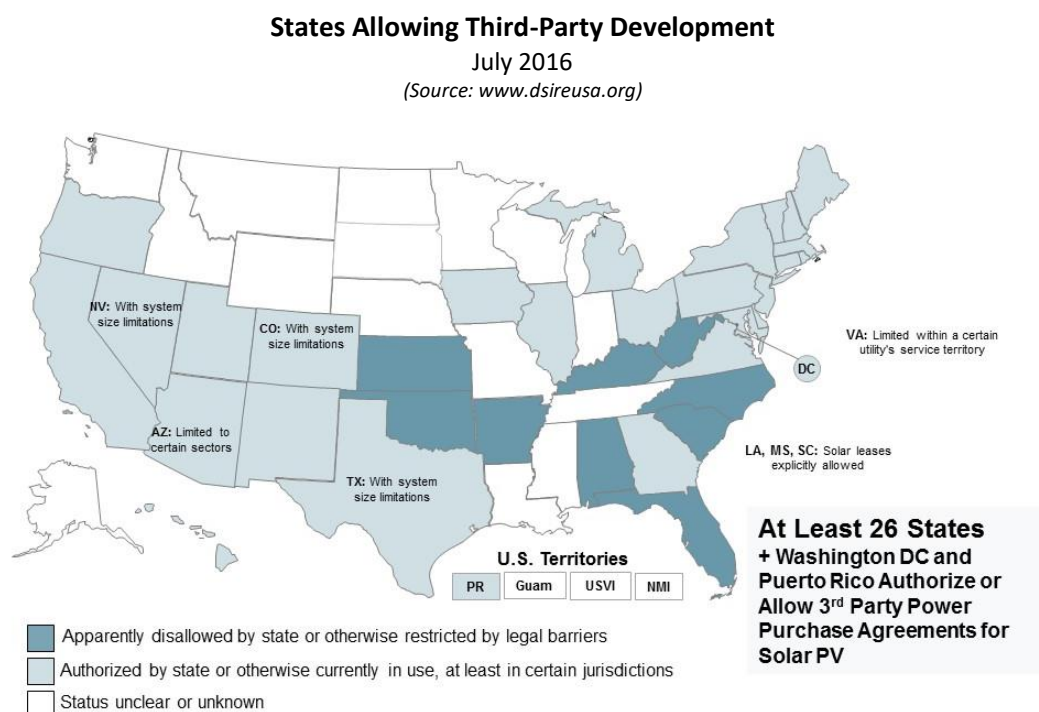 States Allowing Third-Party Development
July 2016
(Source: www.dsireusa.org)
NV: With system
size limitations
CO: With system
size limitations
VA: Limited within a certain
utility's service territory
DC
AZ: Limited to
certain sectors
LA, MS, SC: Solar leases
explicitly allowed
TX: With system
size limitations
At Least 26 States
+ Washington DC and
Puerto Rico Authorize or
Allow 3rd Party Power
Purchase Agreements for
Solar PV
U.S. Territories
PR Guam USVI NMI
Apparently disallowed by state or otherwise restricted by legal barriers
Authorized by state or otherwise currently in use, at least in certain jurisdictions
Status unclear or unknown